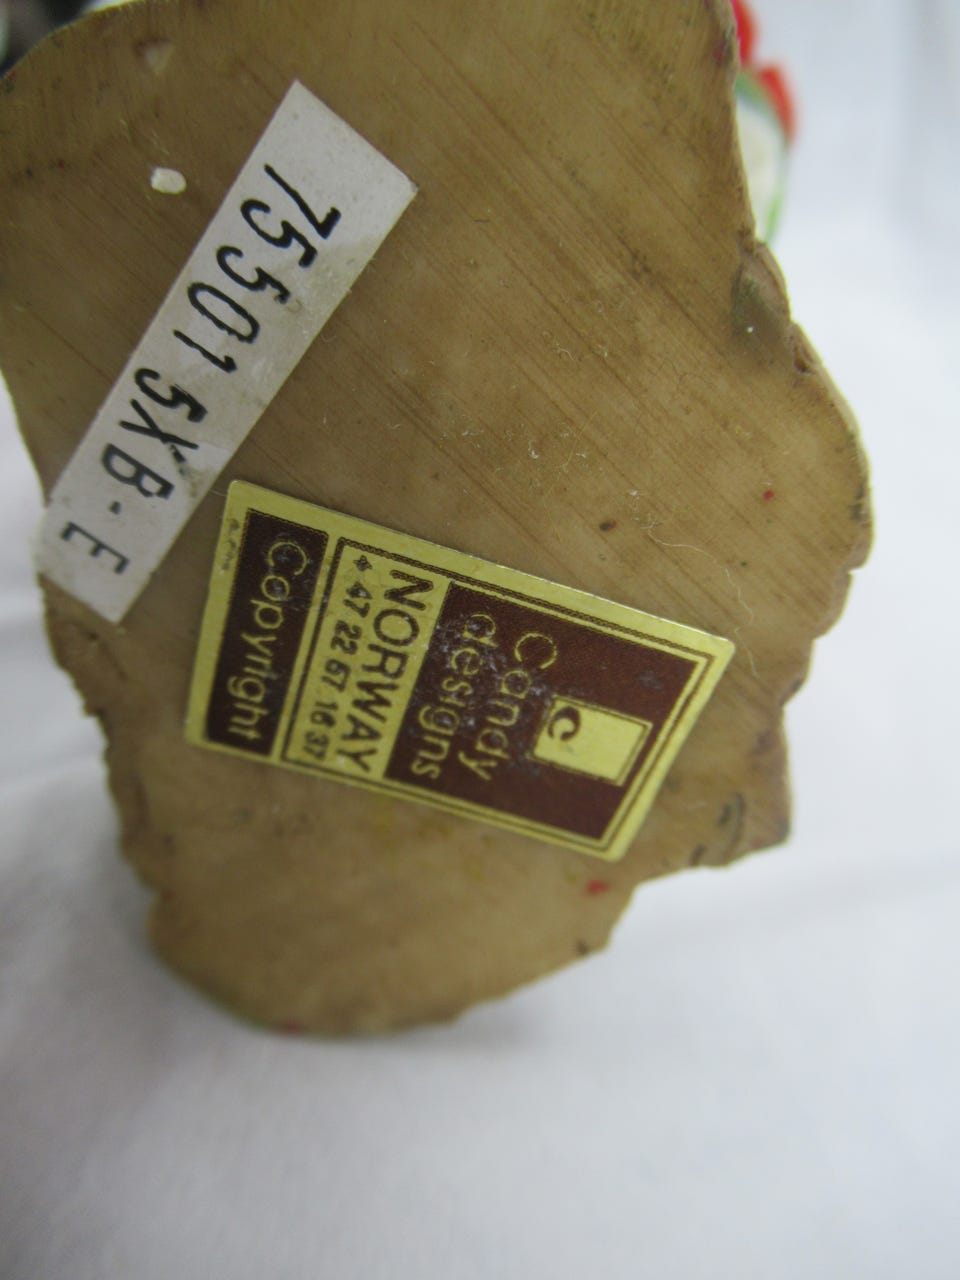 75501 5XB-E
c
Candy
designs
NORWAY
+ 47 22 67 16 37
Copyright